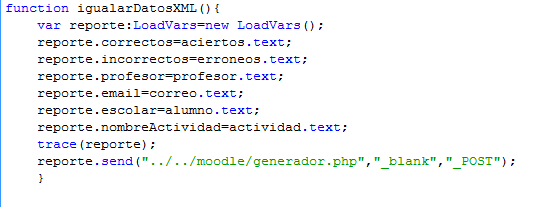 function igualarDatosXML(){
var reporte:LoadVars=new LoadVars();
reporte.correctos=aciertos.text;
reporte.incorrectos=erroneos.text;
reporte.profesor=profesor.text;
reporte.email=correo.text;
reporte.escolar=alumno.text;
reporte.nombreActividad=actividad.text;
trace(reporte);
reporte.send("../../moodle/generador.php","_blank","_POST");
}